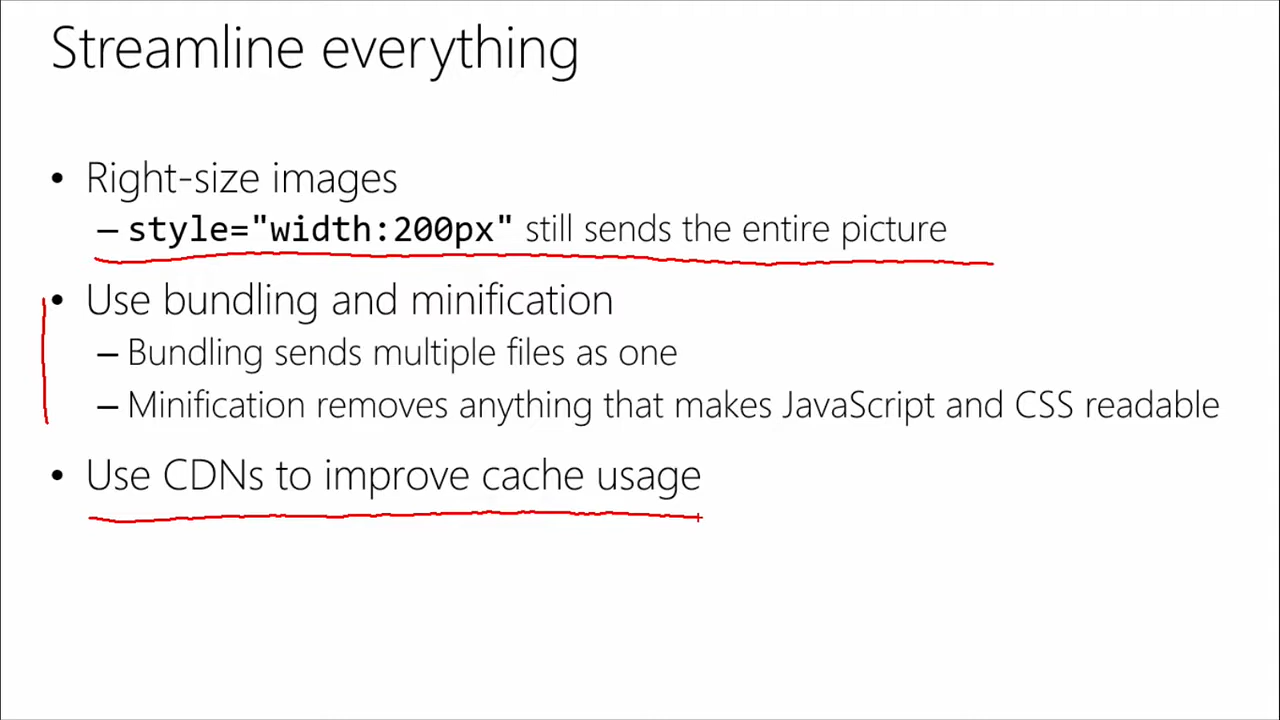 Streamline everything
• Right-size images
– style="width:200px" still sends the entire picture
• Use bundling and minification
– Bundling sends multiple files as one
– Minification removes anything that makes JavaScript and CSS readable
• Use CDNs to improve cache usage